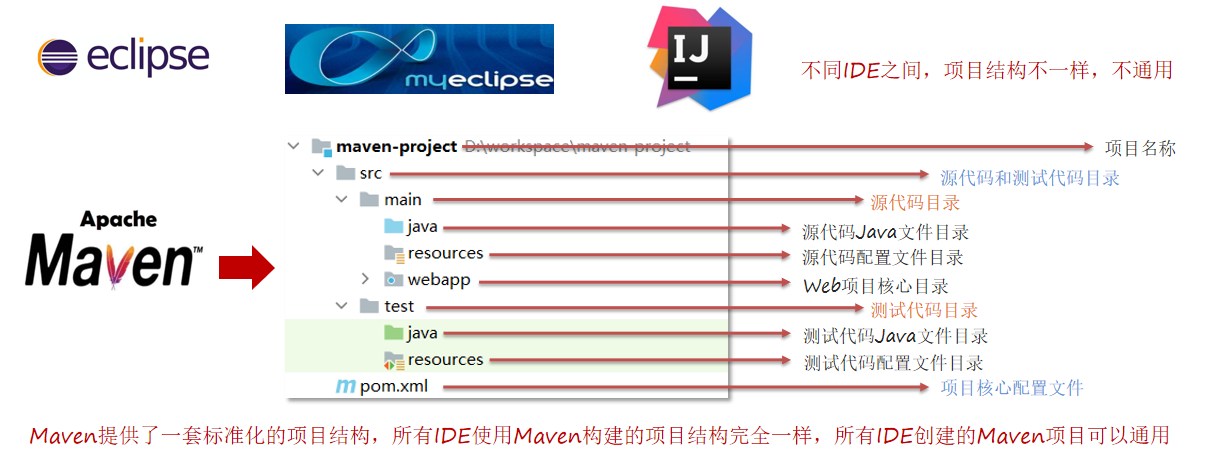 eclipse
myeclipse
IJ
不同IDE之间，项目结构不一样，不通用
maven-project D:\workspace\maven-project
项目名称
src
源代码和测试代码目录
main
源代码目录
java
源代码Java文件目录
resources
源代码配置文件目录
webapp
Web项目核心目录
test
测试代码目录
java
测试代码Java文件目录
resources
测试代码配置文件目录
pom.xml
项目核心配置文件
Apache
Maven™
Maven提供了一套标准化的项目结构，所有IDE使用Maven构建的项目结构完全一样，所有IDE创建的Maven项目可以通用